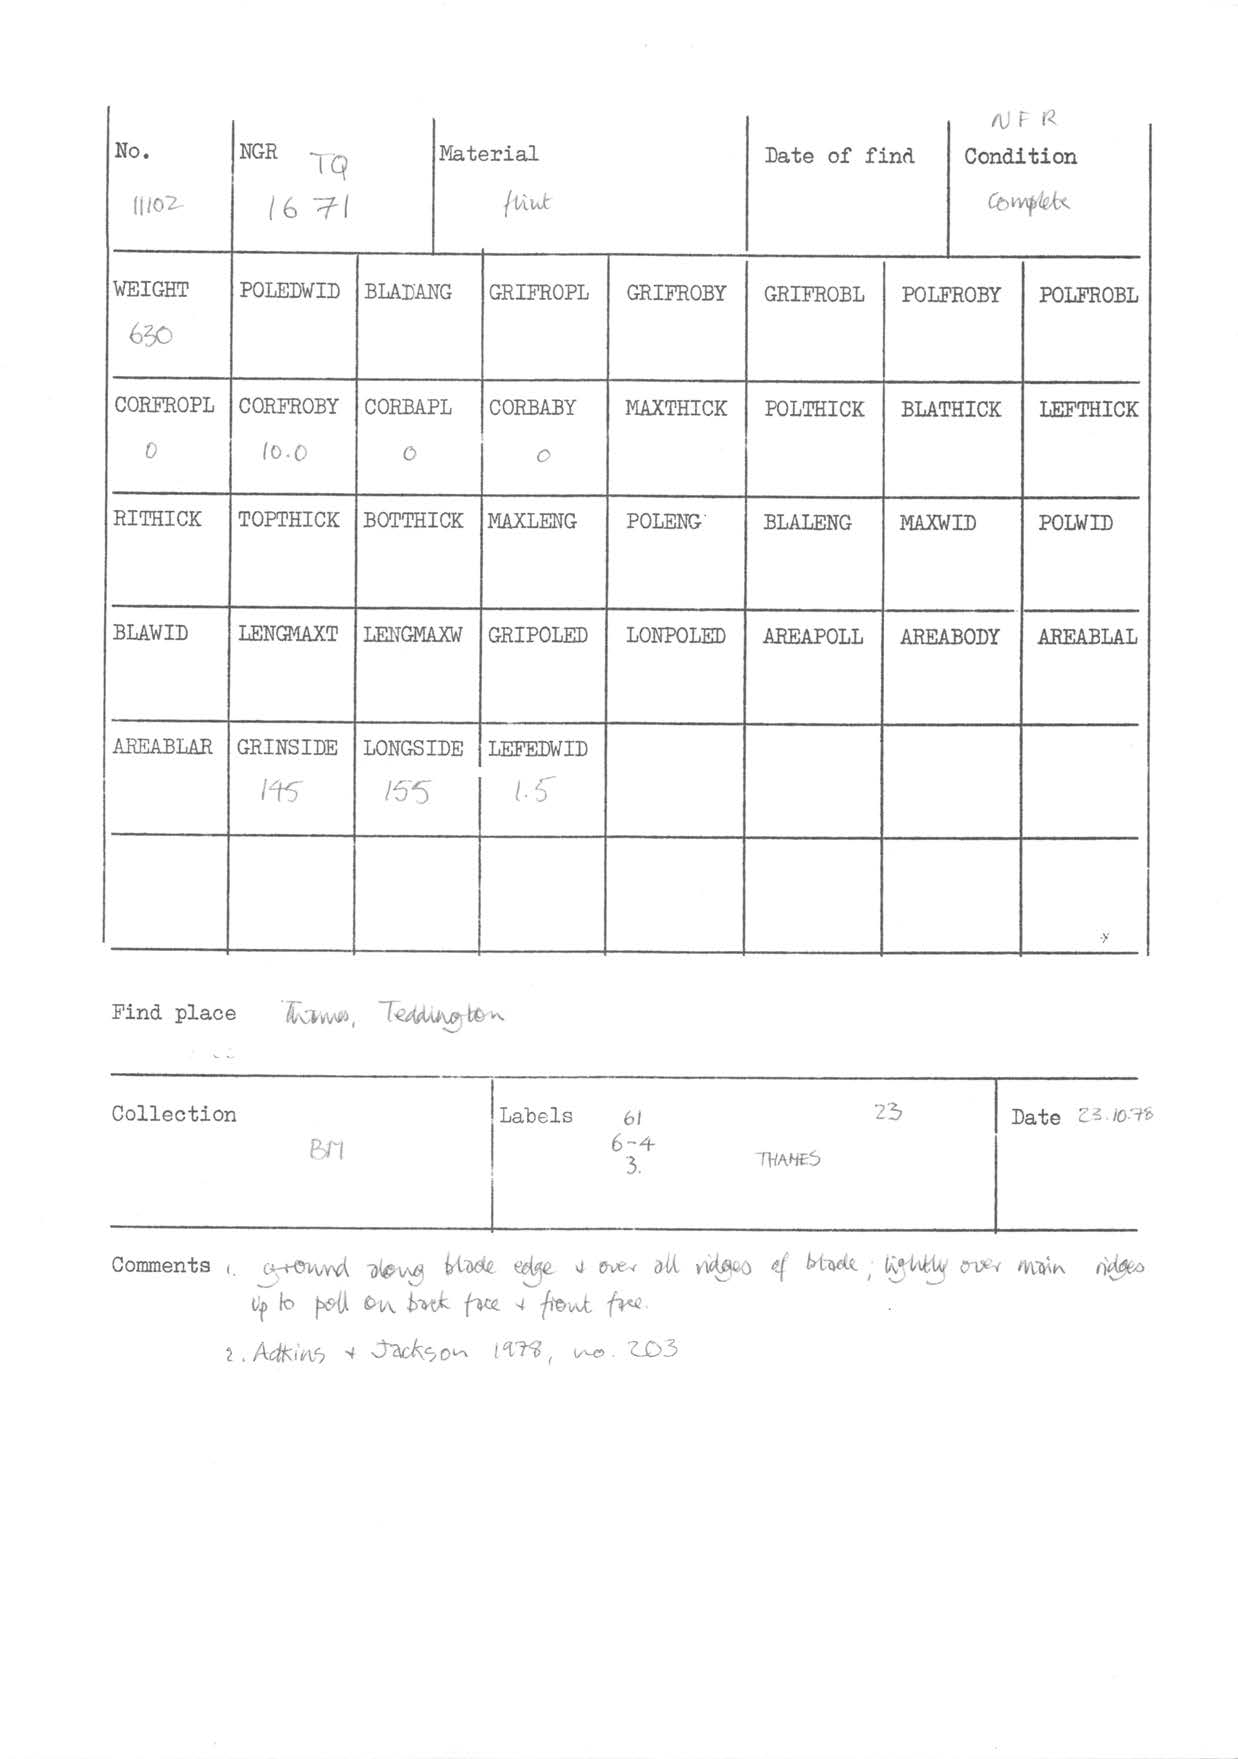 NFR
No. NGR TQ Material Date of find Condition
11102 16 71 flint complete
WEIGHT POLEDWID BLADANG GRIFROPL GRIFROBY GRIFROBL POLFROBY POLFROBL
630
CORFROPL CORFROBY CORBAPL CORBABY MAXTHICK POLTHICK BLATHICK LEFTHICK
0 10.0 0 0
RITHICK TOPTHICK BOTTHICK MAXLENG POLENG BLALENG MAXWID POLWID
BLAWID LENGMAXT LENGMAXW GRIPOLED LONPOLED AREAPOLL AREABODY AREABLAL
AREABLAR GRINSIDE LONGSIDE LEFEDWID
145 155 1.5
Find place Thames, Teddington
Collection Labels 61 23 Date 23.10.78
BM 6-4
3. THAMES
Comments 1. ground along blade edge & over all ridges of blade; lightly over main ridges
up to poll on back face & front face.
2. Adkins & Jackson 1978, no. 203